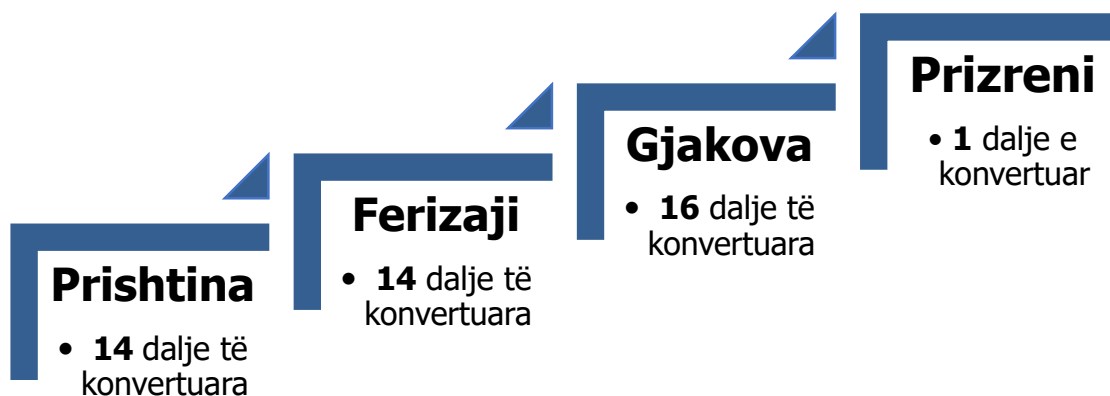 Prishtina
• 14 dalje të
konvertuara
Ferizaji
• 14 dalje të
konvertuara
Gjakova
• 16 dalje të
konvertuara
Prizreni
• 1 dalje e
konvertuar